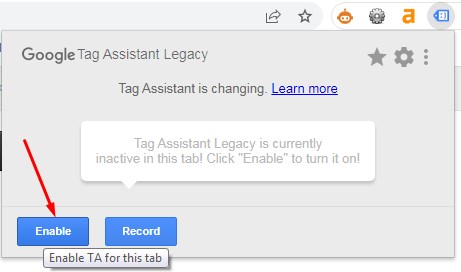 Google Tag Assistant Legacy
Tag Assistant is changing. Learn more
Tag Assistant Legacy is currently
inactive in this tab! Click "Enable" to turn it on!
Enable Record
Enable TA for this tab